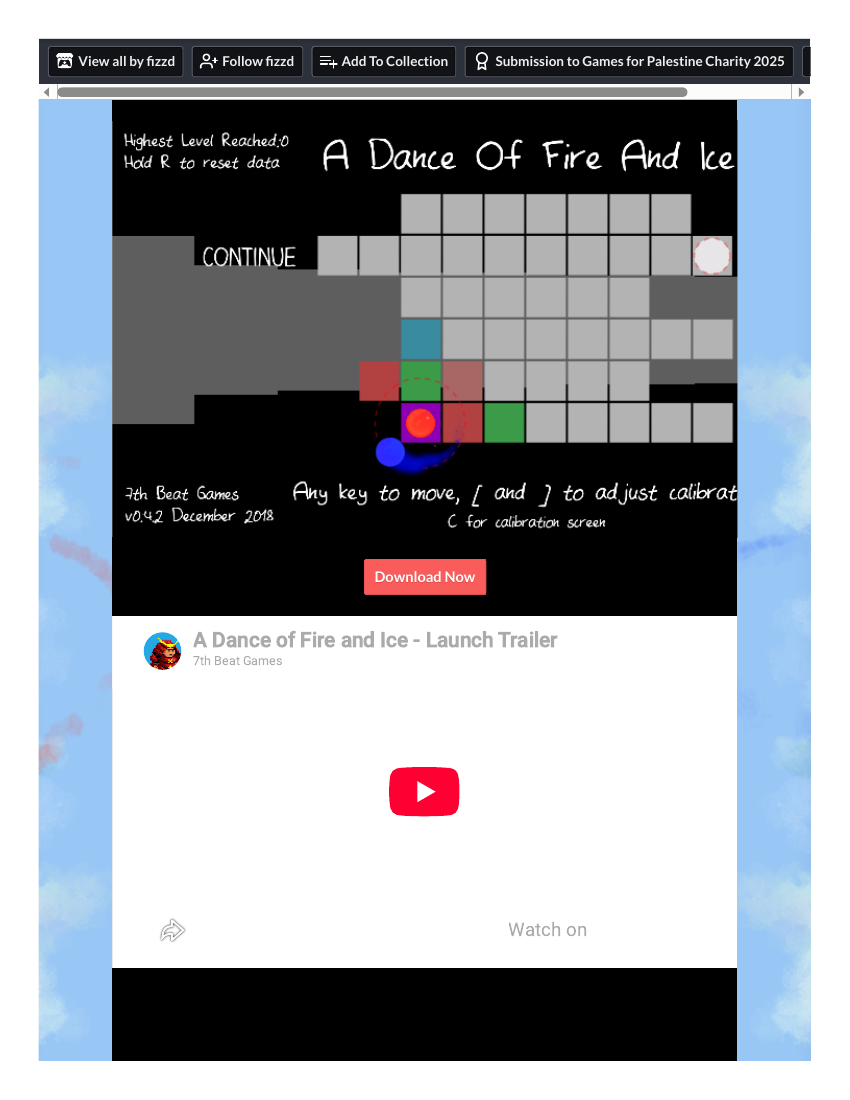 View all by fizzd
Follow fizzd
Add To Collection
Submission to Games for Palestine Charity 2025
Highest Level Reached:0
Hold R to reset data
A Dance Of Fire And Ice
CONTINUE
7th Beat Games
v0.4.2 December 2018
Any key to move, [ and ] to adjust calibrat
C for calibration screen
Download Now
A Dance of Fire and Ice - Launch Trailer
7th Beat Games
Watch on